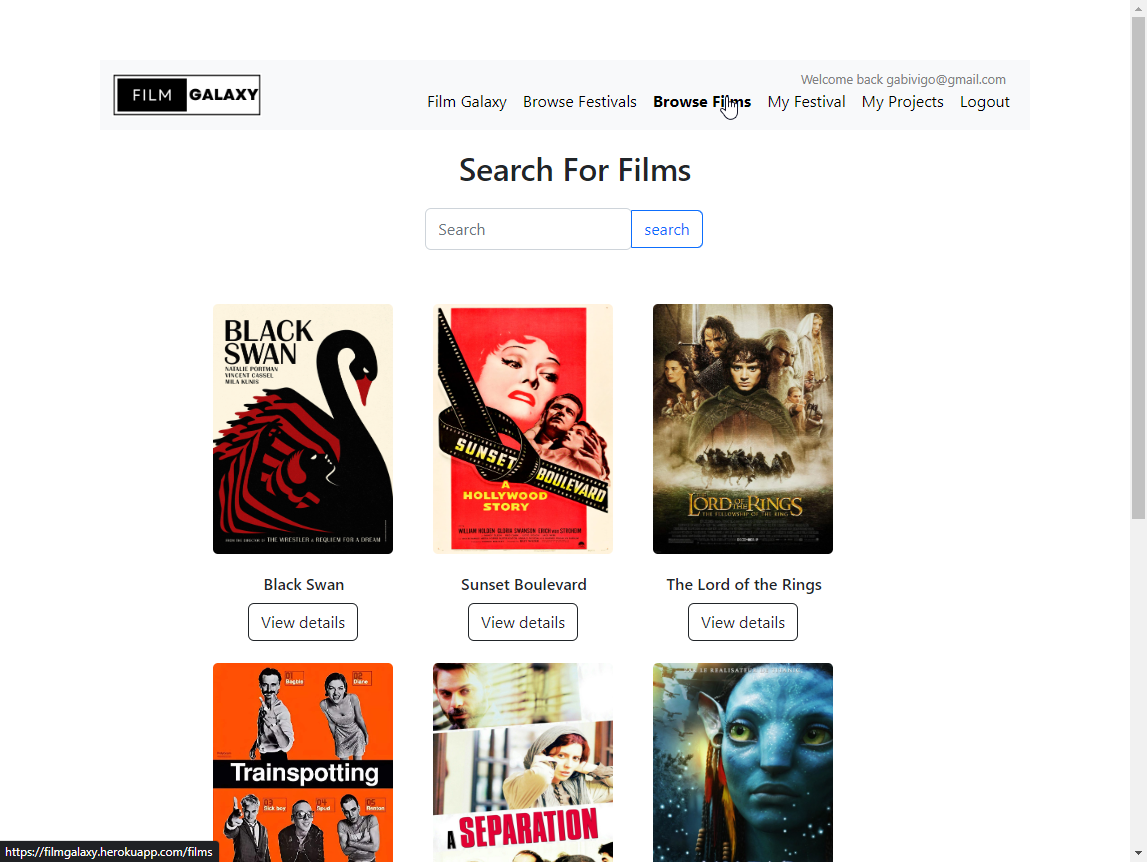 FILM GALAXY
Welcome back gabivigo@gmail.com
Film Galaxy Browse Festivals Browse Films My Festival My Projects Logout
Search For Films
Search search
BLACK
SWAN
NATALIE PORTMAN
VINCENT CASSEL
MILA KUNIS
FROM THE DIRECTOR OF THE WRESTLER & REQUIEM FOR A DREAM
SUNSET
BOULEVARD
A
HOLLYWOOD
STORY
WILLIAM HOLDEN GLORIA SWANSON ERICH von STROHEIM
THE
LORD OF THE RINGS
THE FELLOWSHIP OF THE RING
Black Swan Sunset Boulevard The Lord of the Rings
View details View details View details
01 Begbie
02 Diane
Trainspotting
03 Sick boy
04 Spud
05 Renton
A SEPARATION
https://filmgalaxy.herokuapp.com/films